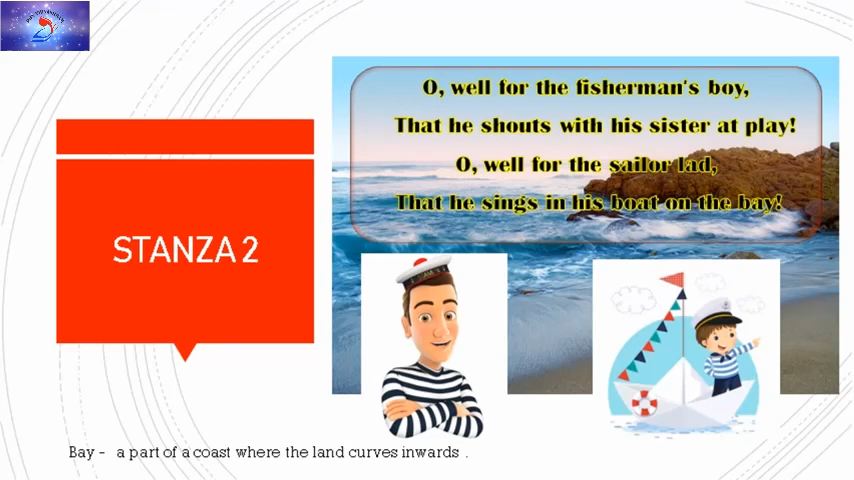 STANZA 2
O, well for the fisherman's boy,
That he shouts with his sister at play!
O, well for the sailor lad,
That he sings in his boat on the bay!
Bay - a part of a coast where the land curves inwards .